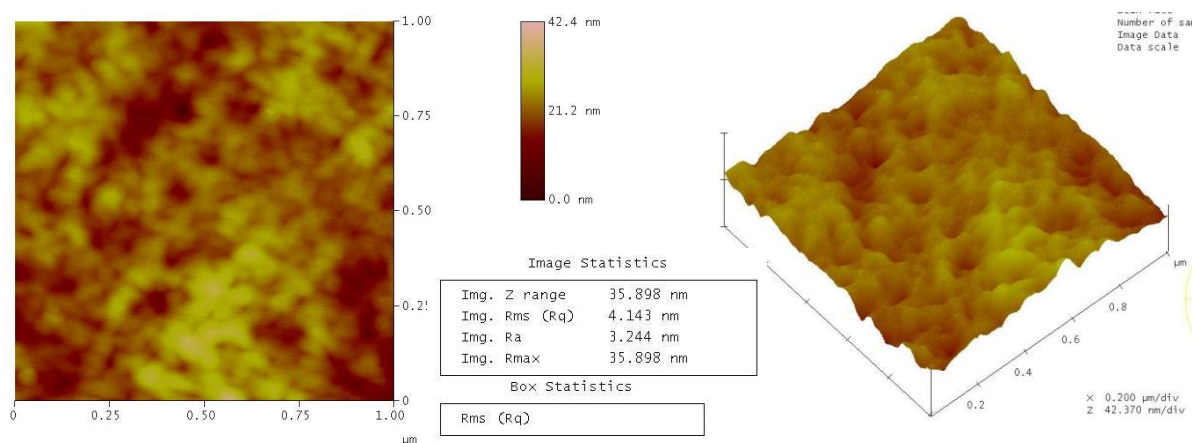 1.00
0.75
0.50
0.2
0
0
0.25
0.50
0.75
1.00
µm
42.4 nm
21.2 nm
0.0 nm
Image Statistics
Img. Z range 35.898 nm
Img. Rms (Rq) 4.143 nm
Img. Ra 3.244 nm
Img. Rmax 35.898 nm
Box Statistics
Rms (Rq)
Number of sam
Image Data
Data scale
µm
0.8
0.6
0.4
0.2
X 0.200 µm/div
Z 42.370 nm/div